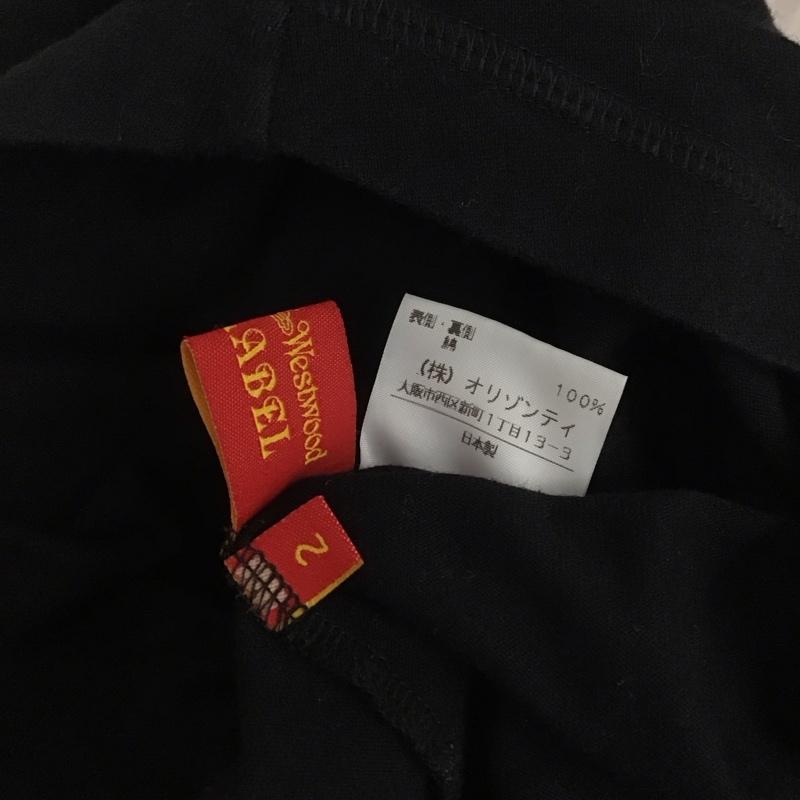 Westwood
LABEL
2
表側・裏側
綿 100%
(株)オリゾンティ
大阪市西区新町1丁目13-3
日本製